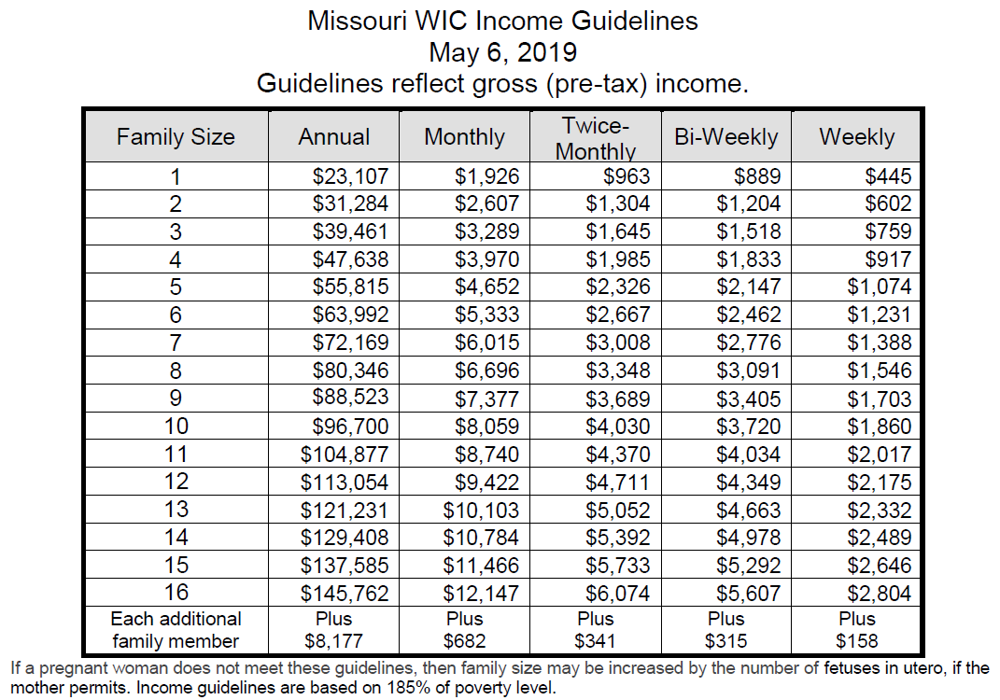 Missouri WIC Income Guidelines
May 6, 2019
Guidelines reflect gross (pre-tax) income.
Family Size Annual Monthly Twice-Monthly Bi-Weekly Weekly
1 $23,107 $1,926 $963 $889 $445
2 $31,284 $2,607 $1,304 $1,204 $602
3 $39,461 $3,289 $1,645 $1,518 $759
4 $47,638 $3,970 $1,985 $1,833 $917
5 $55,815 $4,652 $2,326 $2,147 $1,074
6 $63,992 $5,333 $2,667 $2,462 $1,231
7 $72,169 $6,015 $3,008 $2,776 $1,388
8 $80,346 $6,696 $3,348 $3,091 $1,546
9 $88,523 $7,377 $3,689 $3,405 $1,703
10 $96,700 $8,059 $4,030 $3,720 $1,860
11 $104,877 $8,740 $4,370 $4,034 $2,017
12 $113,054 $9,422 $4,711 $4,349 $2,175
13 $121,231 $10,103 $5,052 $4,663 $2,332
14 $129,408 $10,784 $5,392 $4,978 $2,489
15 $137,585 $11,466 $5,733 $5,292 $2,646
16 $145,762 $12,147 $6,074 $5,607 $2,804
Each additional Plus Plus Plus Plus Plus
family member $8,177 $682 $341 $315 $158
If a pregnant woman does not meet these guidelines, then family size may be increased by the number of fetuses in utero, if the
mother permits. Income guidelines are based on 185% of poverty level.